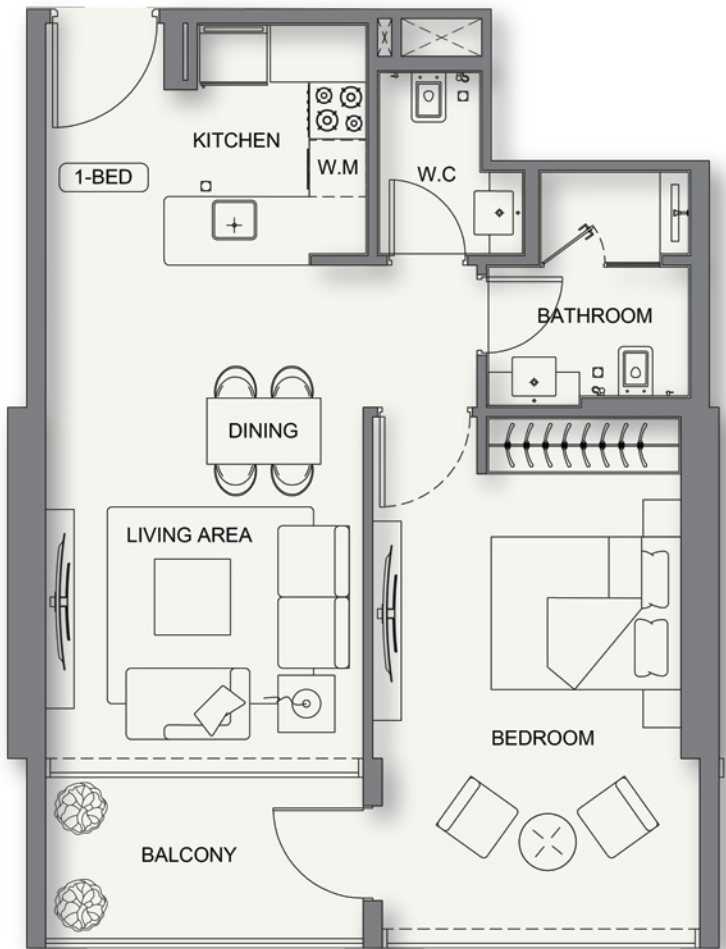 KITCHEN
1-BED
W.M
W.C
BATHROOM
DINING
LIVING AREA
BEDROOM
BALCONY